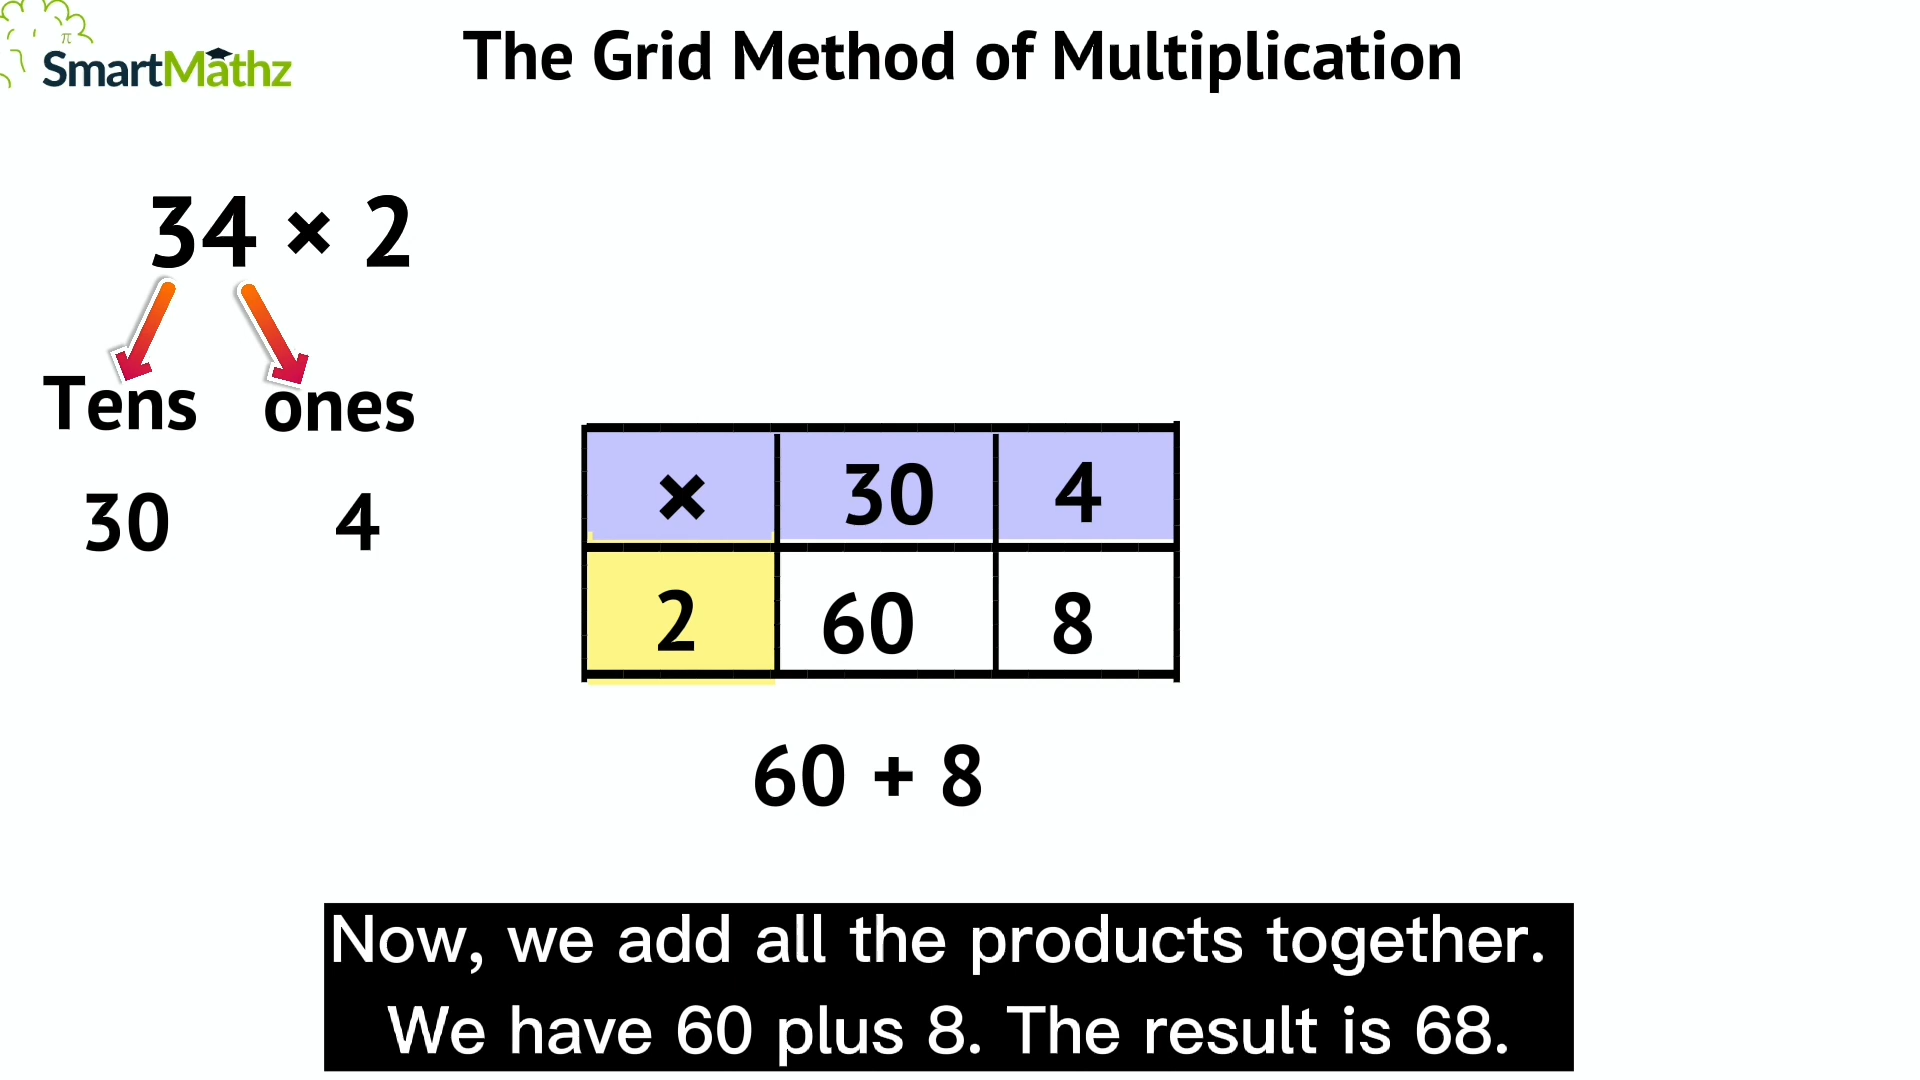 π
SmartMathz
The Grid Method of Multiplication
34 × 2
Tens ones
30 4
× 30 4
2 60 8
60 + 8
Now, we add all the products together.
We have 60 plus 8. The result is 68.